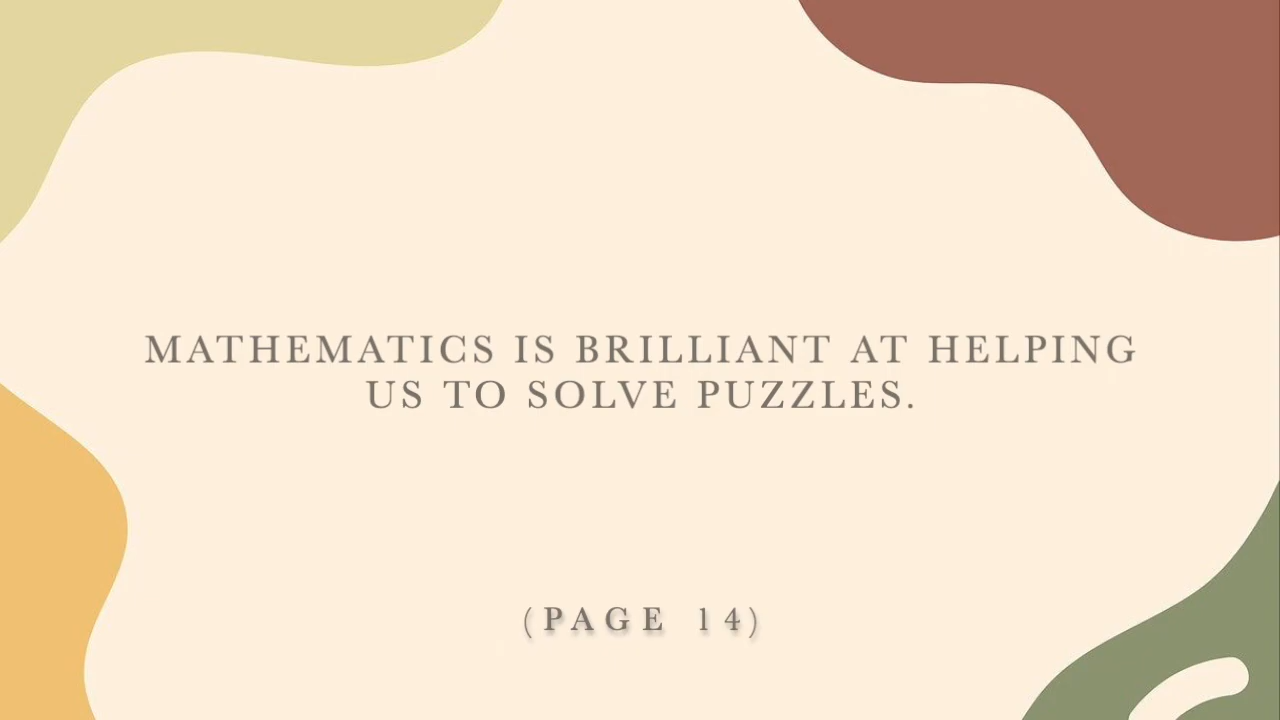 MATHEMATICS IS BRILLIANT AT HELPING
US TO SOLVE PUZZLES.
(PAGE 14)